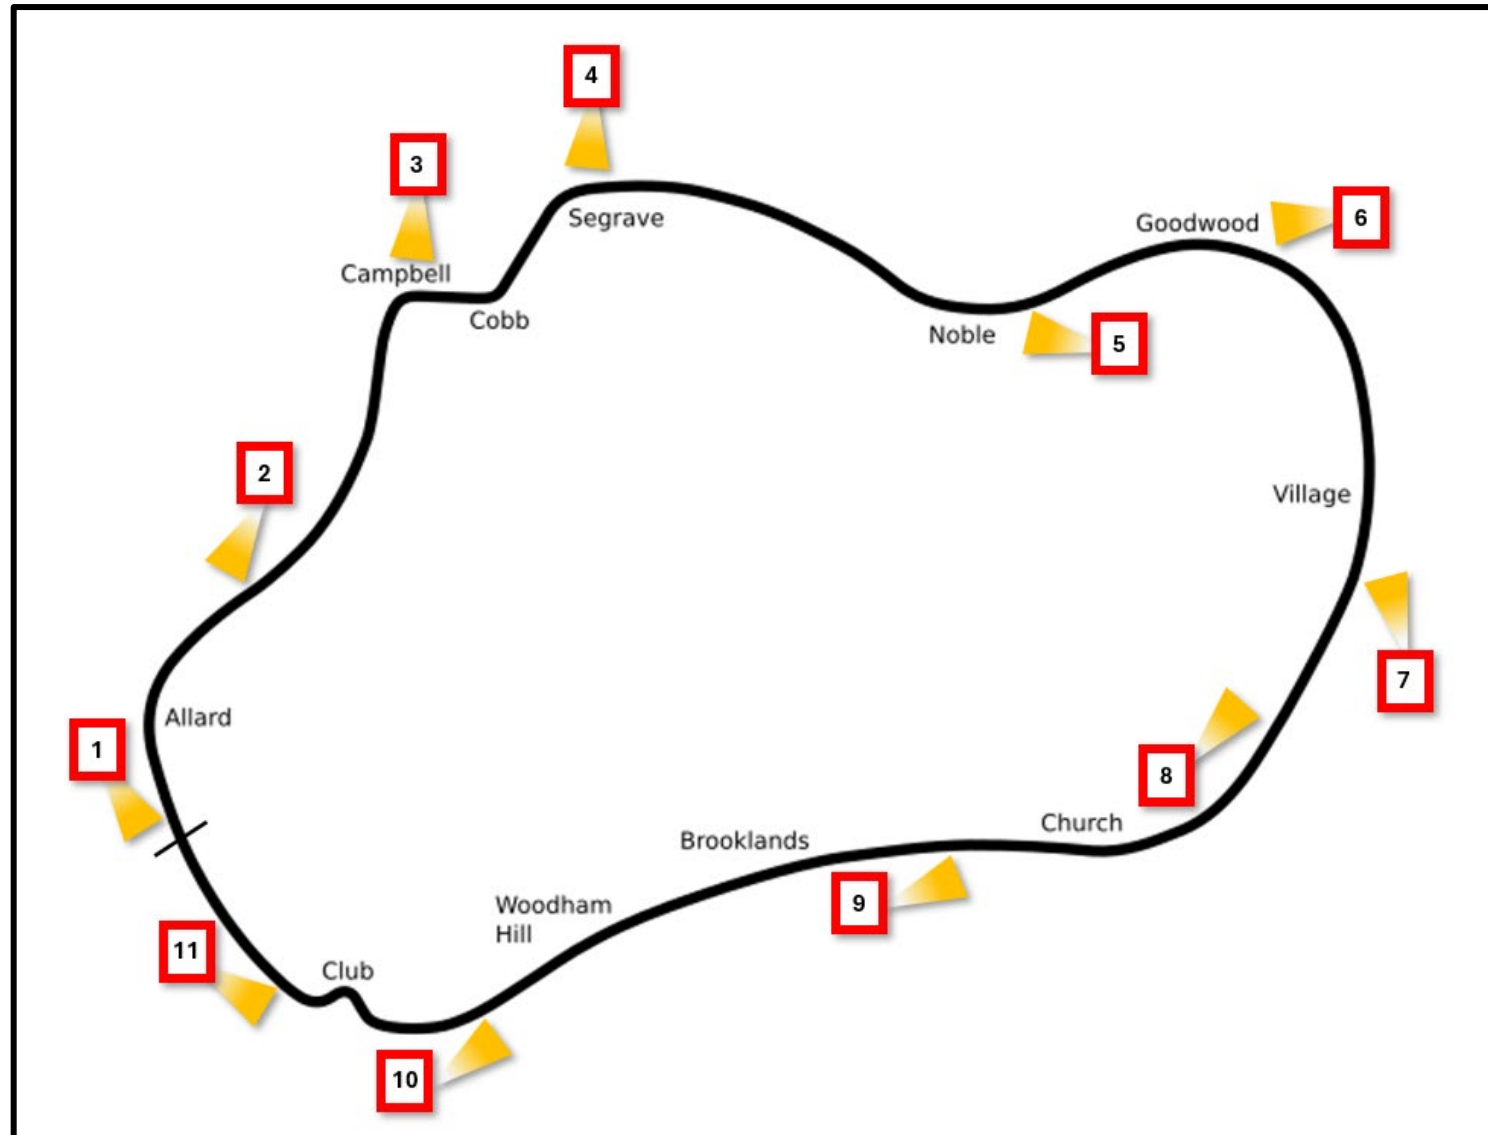 4
3
Segrave
Goodwood
6
Campbell
Cobb
Noble
5
2
Village
Allard
1
7
8
Church
Brooklands
9
Woodham
Hill
11
Club
10